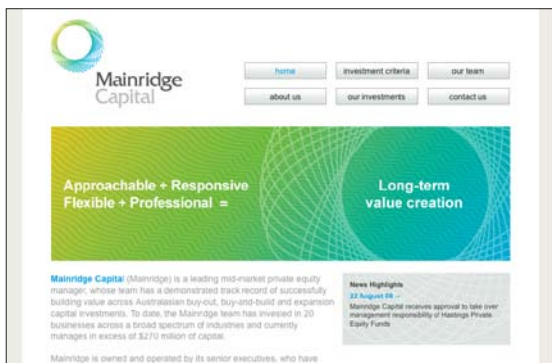 Mainridge
Capital
home
investment criteria
our team
about us
our investments
contact us
Approachable + Responsive
Flexible + Professional =
Long-term
value creation
Mainridge Capital (Mainridge) is a leading mid-market private equity
manager, whose team has a demonstrated track record of successfully
building value across Australasian buy-out, buy-and-build and expansion
capital investments. To date, the Mainridge team has invested in 20
businesses across a broad spectrum of industries and currently
manages in excess of $270 million of capital.
Mainridge is owned and operated by its senior executives, who have
News Highlights
22 August 08 –
Mainridge Capital receives approval to take over
management responsibility of Hastings Private
Equity Funds